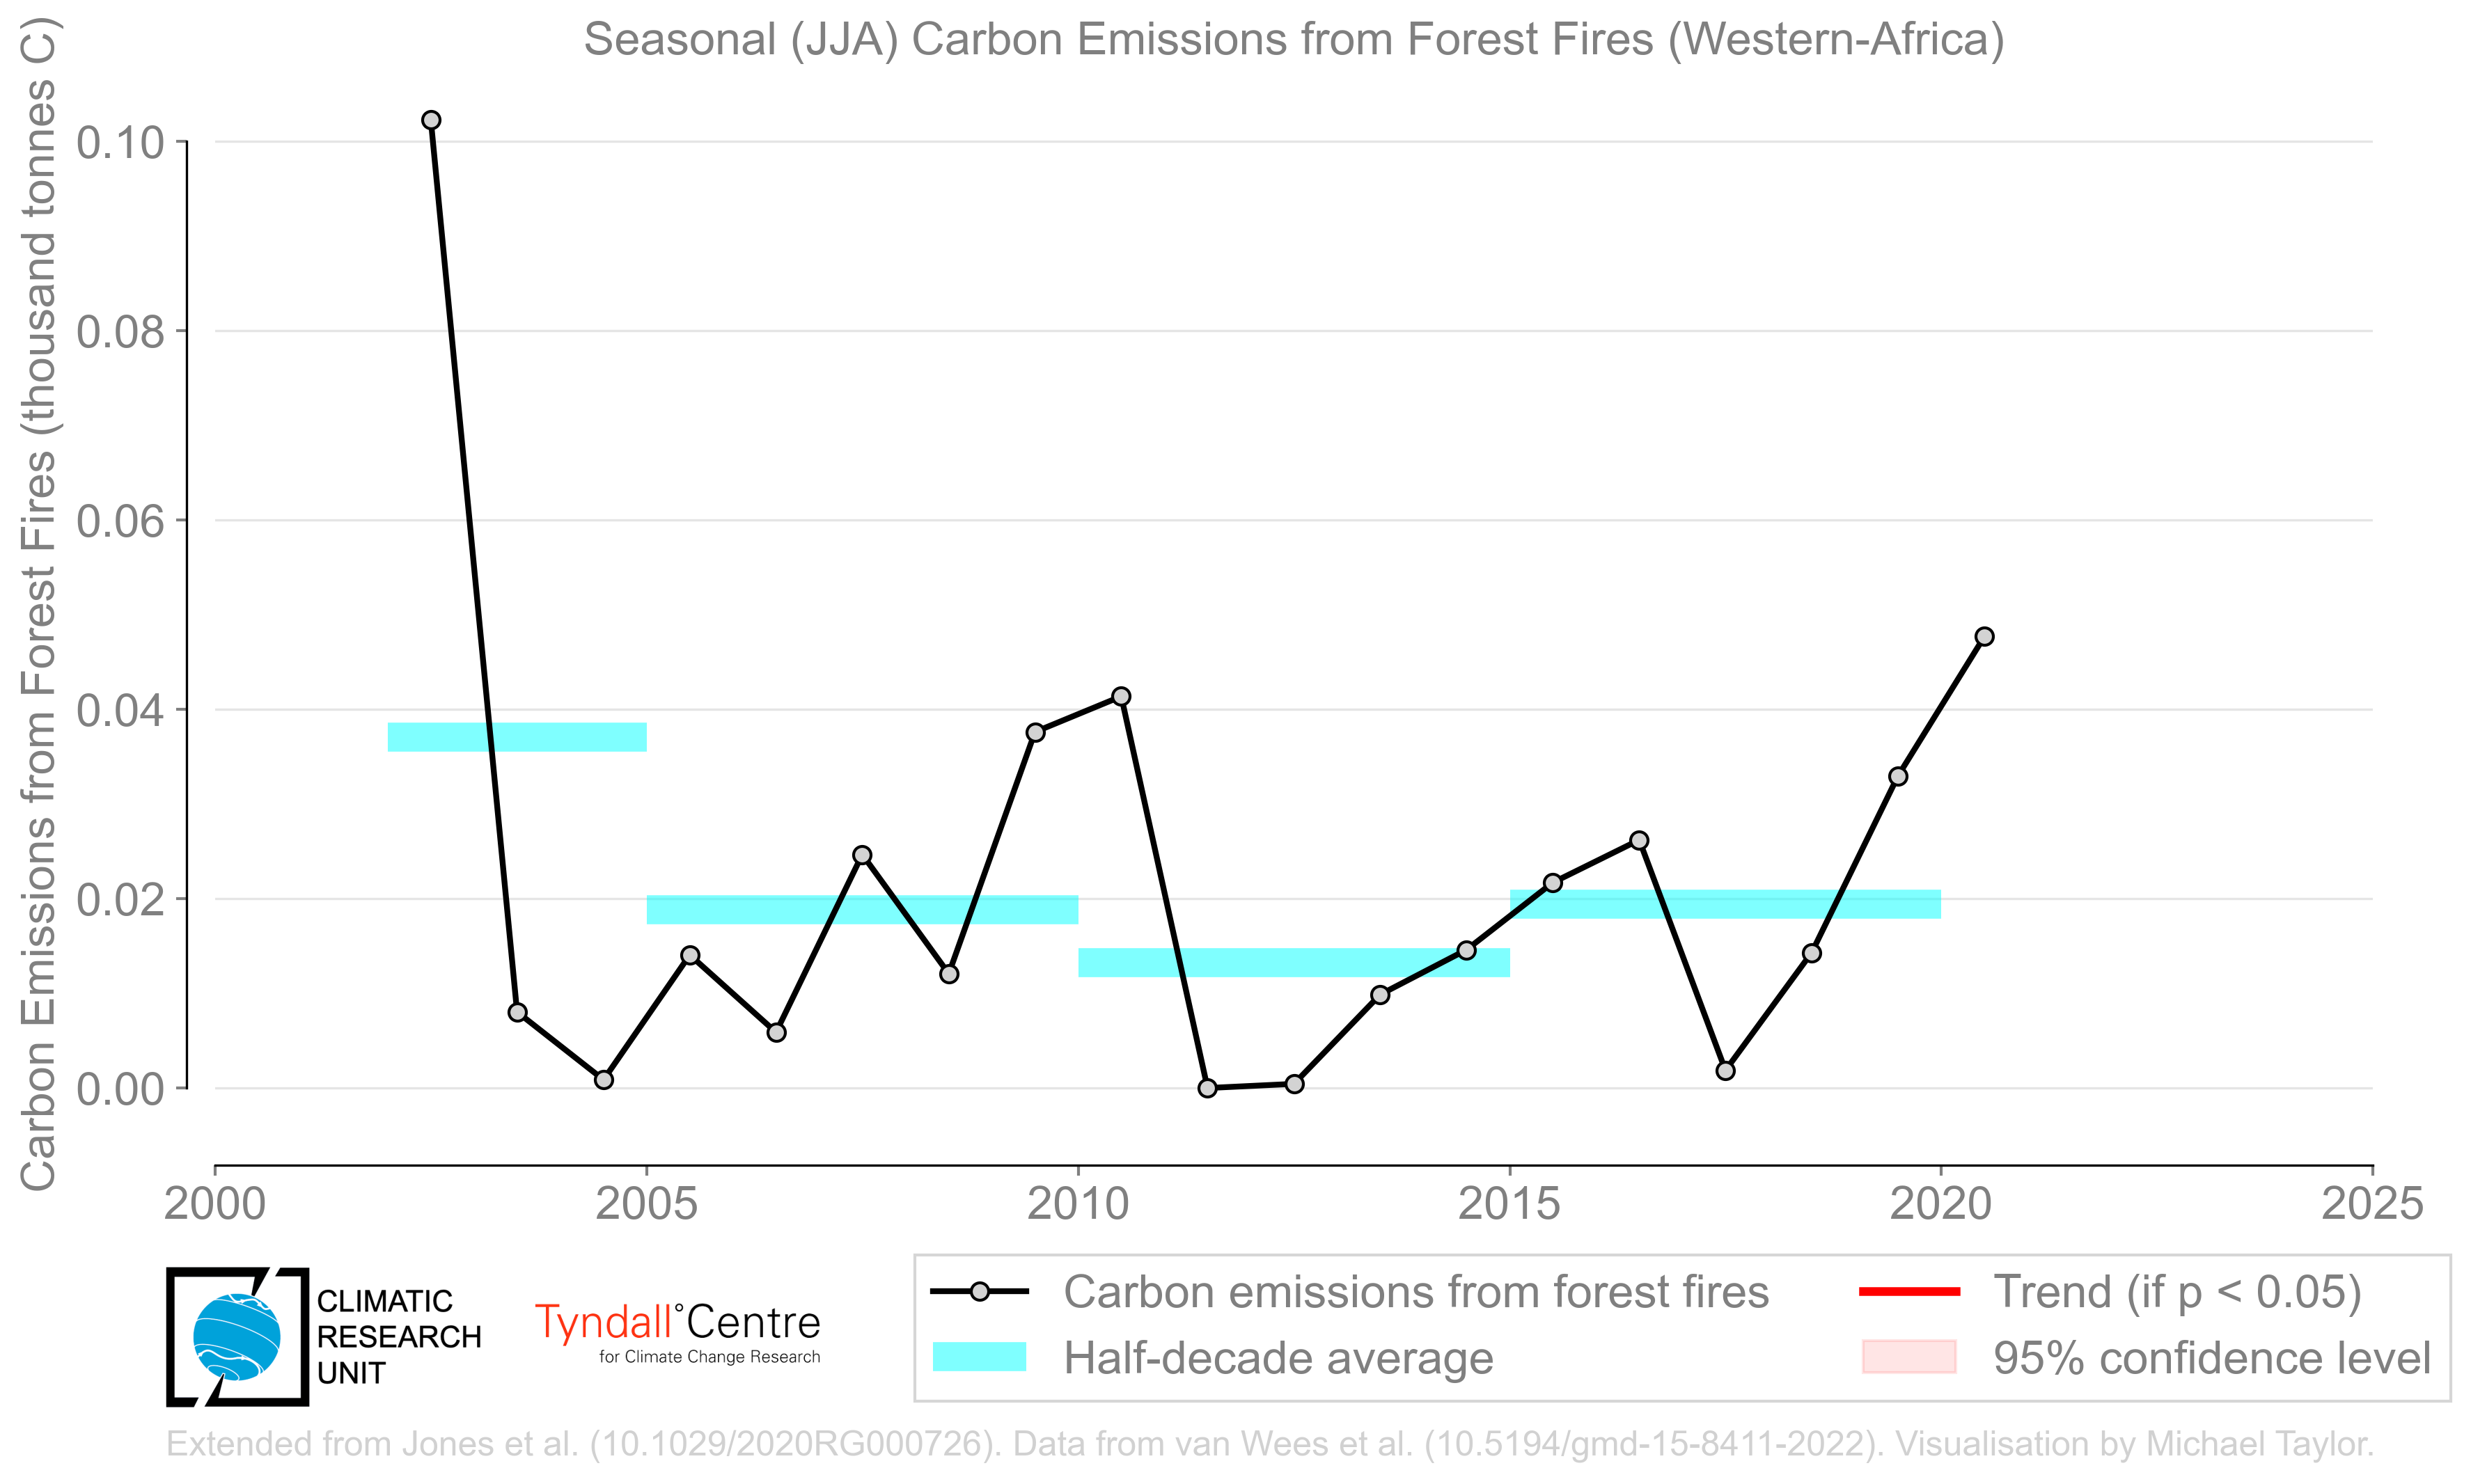 Seasonal (JJA) Carbon Emissions from Forest Fires (Western-Africa)
Carbon Emissions from Forest Fires (thousand tonnes C)
0.10
0.08
0.06
0.04
0.02
0.00
2000 2005 2010 2015 2020 2025
CLIMATIC
RESEARCH
UNIT
Tyndall°Centre
for Climate Change Research
Carbon emissions from forest fires
Half-decade average
Trend (if p < 0.05)
95% confidence level
Extended from Jones et al. (10.1029/2020RG000726). Data from van Wees et al. (10.5194/gmd-15-8411-2022). Visualisation by Michael Taylor.